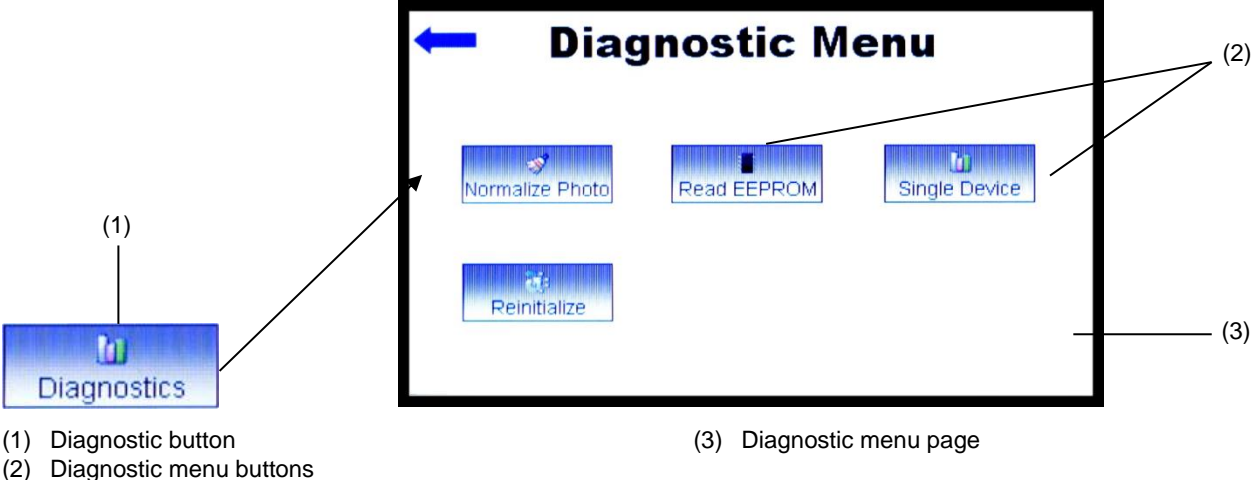 Diagnostic Menu
(2)
Normalize Photo
Read EEPROM
Single Device
(1)
Reinitialize
(3)
Diagnostics
(1) Diagnostic button
(3) Diagnostic menu page
(2) Diagnostic menu buttons